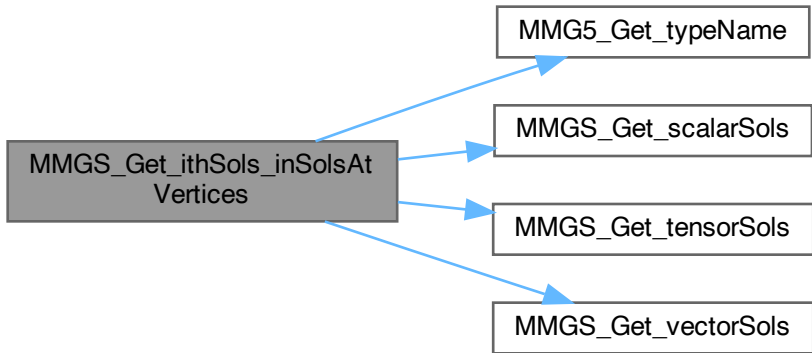 MMGS_Get_ithSols_inSolsAt
Vertices
MMG5_Get_typeName
MMGS_Get_scalarSols
MMGS_Get_tensorSols
MMGS_Get_vectorSols